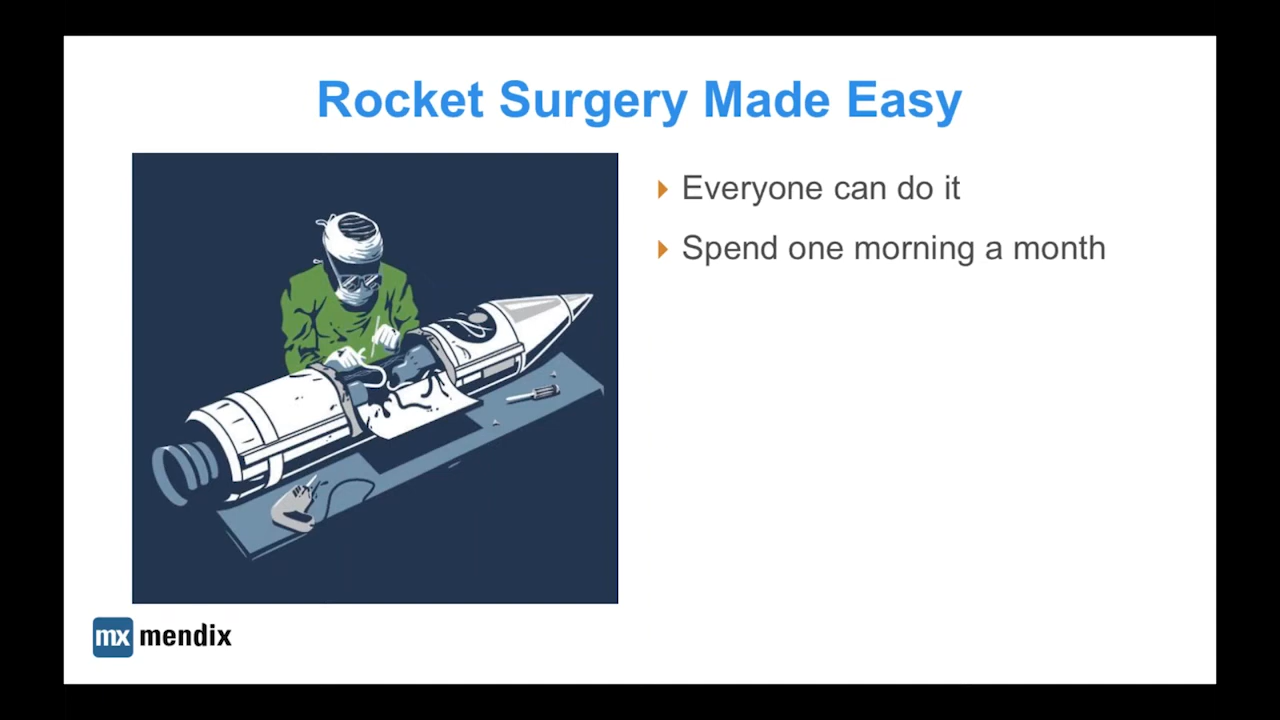 Rocket Surgery Made Easy
Everyone can do it
Spend one morning a month
mx mendix